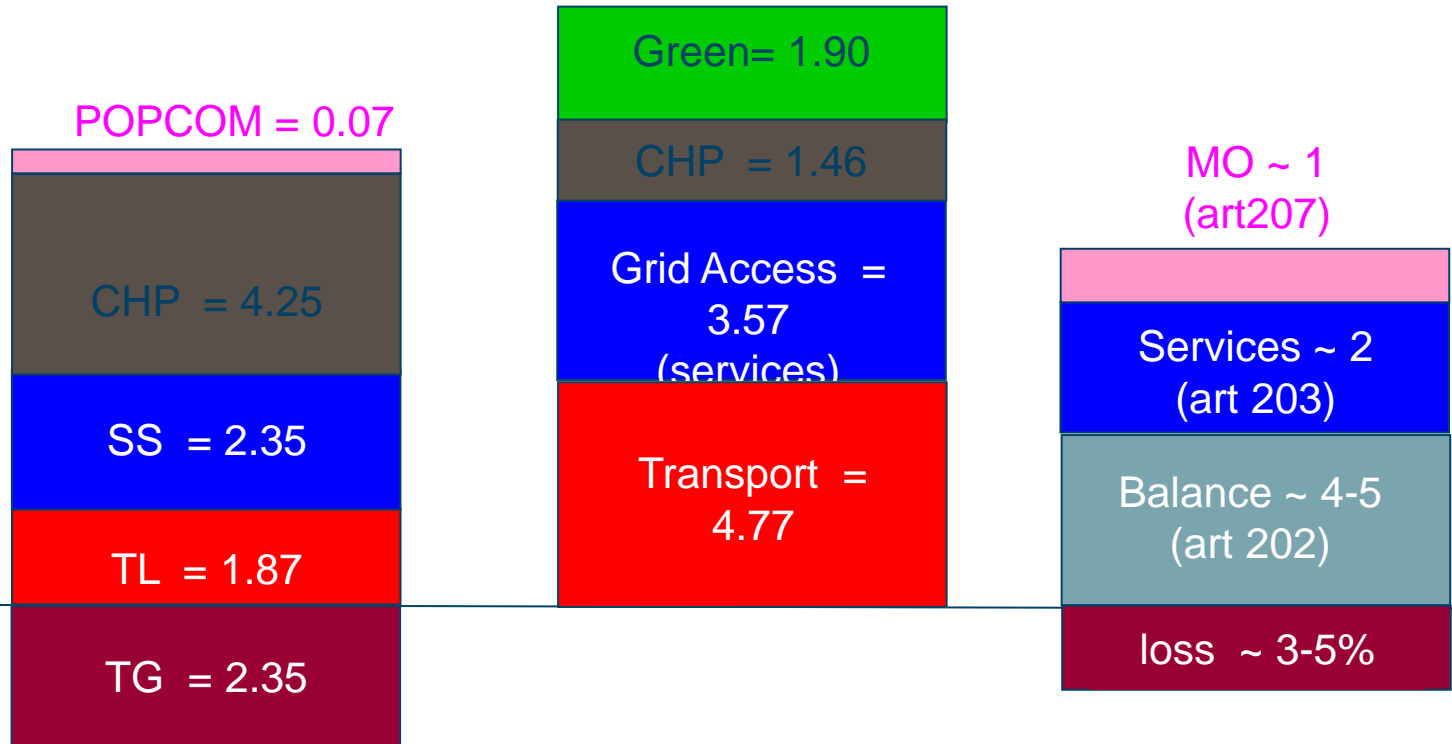 POPCOM = 0.07
CHP = 4.25
SS = 2.35
TL = 1.87
TG = 2.35
Green= 1.90
CHP = 1.46
Grid Access =
3.57
(services)
Transport =
4.77
MO ~ 1
(art207)
Services ~ 2
(art 203)
Balance ~ 4-5
(art 202)
loss ~ 3-5%